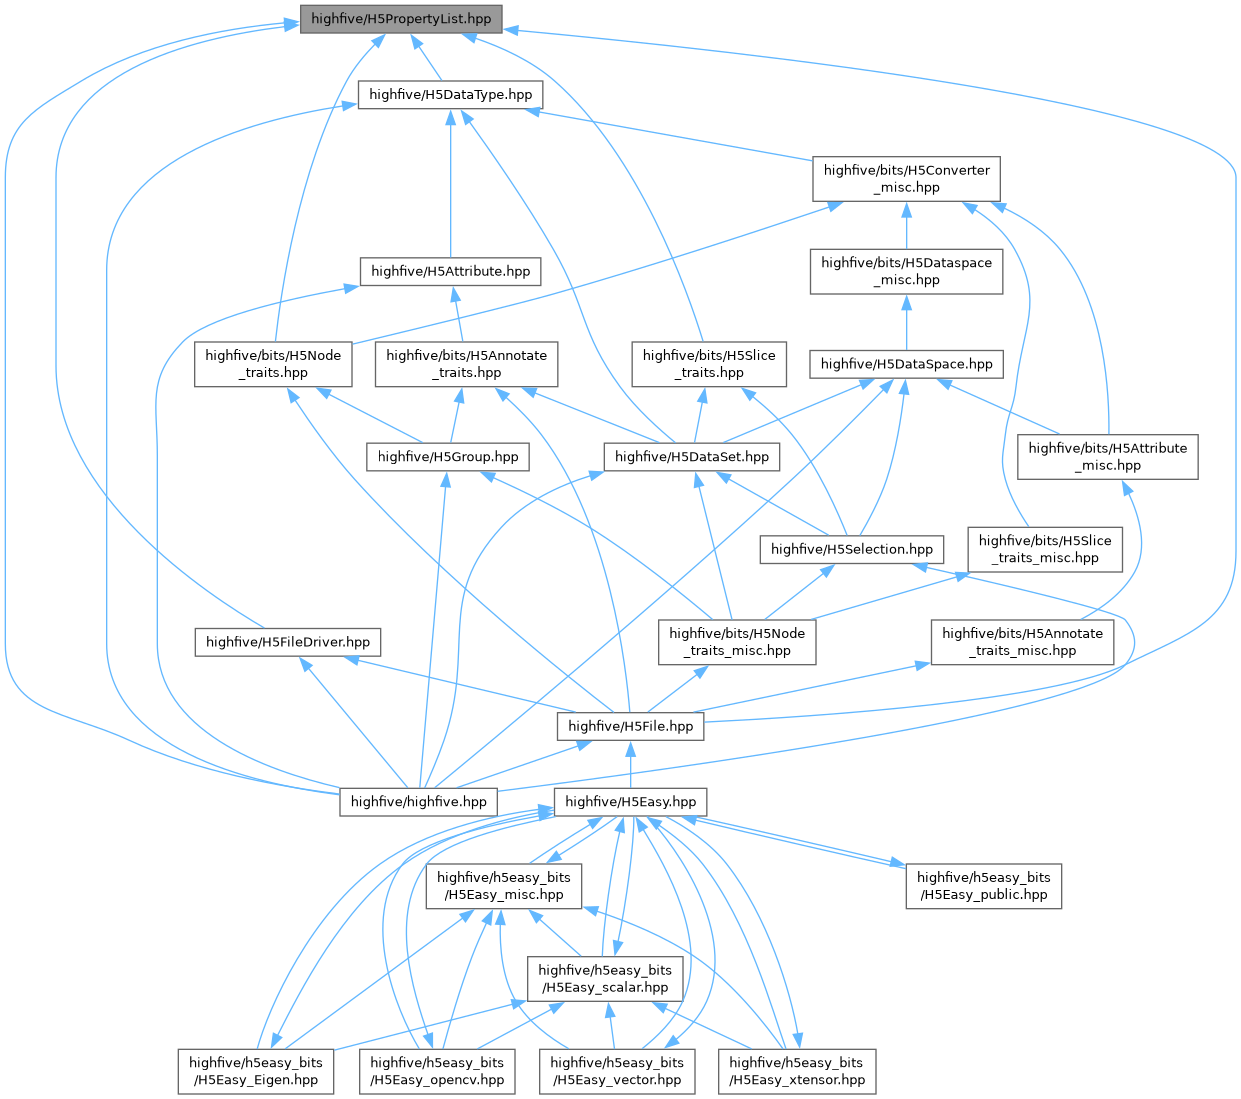 highfive/H5PropertyList.hpp
highfive/H5DataType.hpp
highfive/bits/H5Converter
_misc.hpp
highfive/bits/H5Dataspace
_misc.hpp
highfive/H5Attribute.hpp
highfive/bits/H5Node
_traits.hpp
highfive/bits/H5Annotate
_traits.hpp
highfive/bits/H5Slice
_traits.hpp
highfive/H5DataSpace.hpp
highfive/H5Group.hpp
highfive/H5DataSet.hpp
highfive/bits/H5Attribute
_misc.hpp
highfive/H5Selection.hpp
highfive/bits/H5Slice
_traits_misc.hpp
highfive/H5FileDriver.hpp
highfive/bits/H5Node
_traits_misc.hpp
highfive/bits/H5Annotate
_traits_misc.hpp
highfive/H5File.hpp
highfive/highfive.hpp
highfive/H5Easy.hpp
highfive/h5easy_bits
/H5Easy_misc.hpp
highfive/h5easy_bits
/H5Easy_public.hpp
highfive/h5easy_bits
/H5Easy_scalar.hpp
highfive/h5easy_bits
/H5Easy_Eigen.hpp
highfive/h5easy_bits
/H5Easy_opencv.hpp
highfive/h5easy_bits
/H5Easy_vector.hpp
highfive/h5easy_bits
/H5Easy_xtensor.hpp